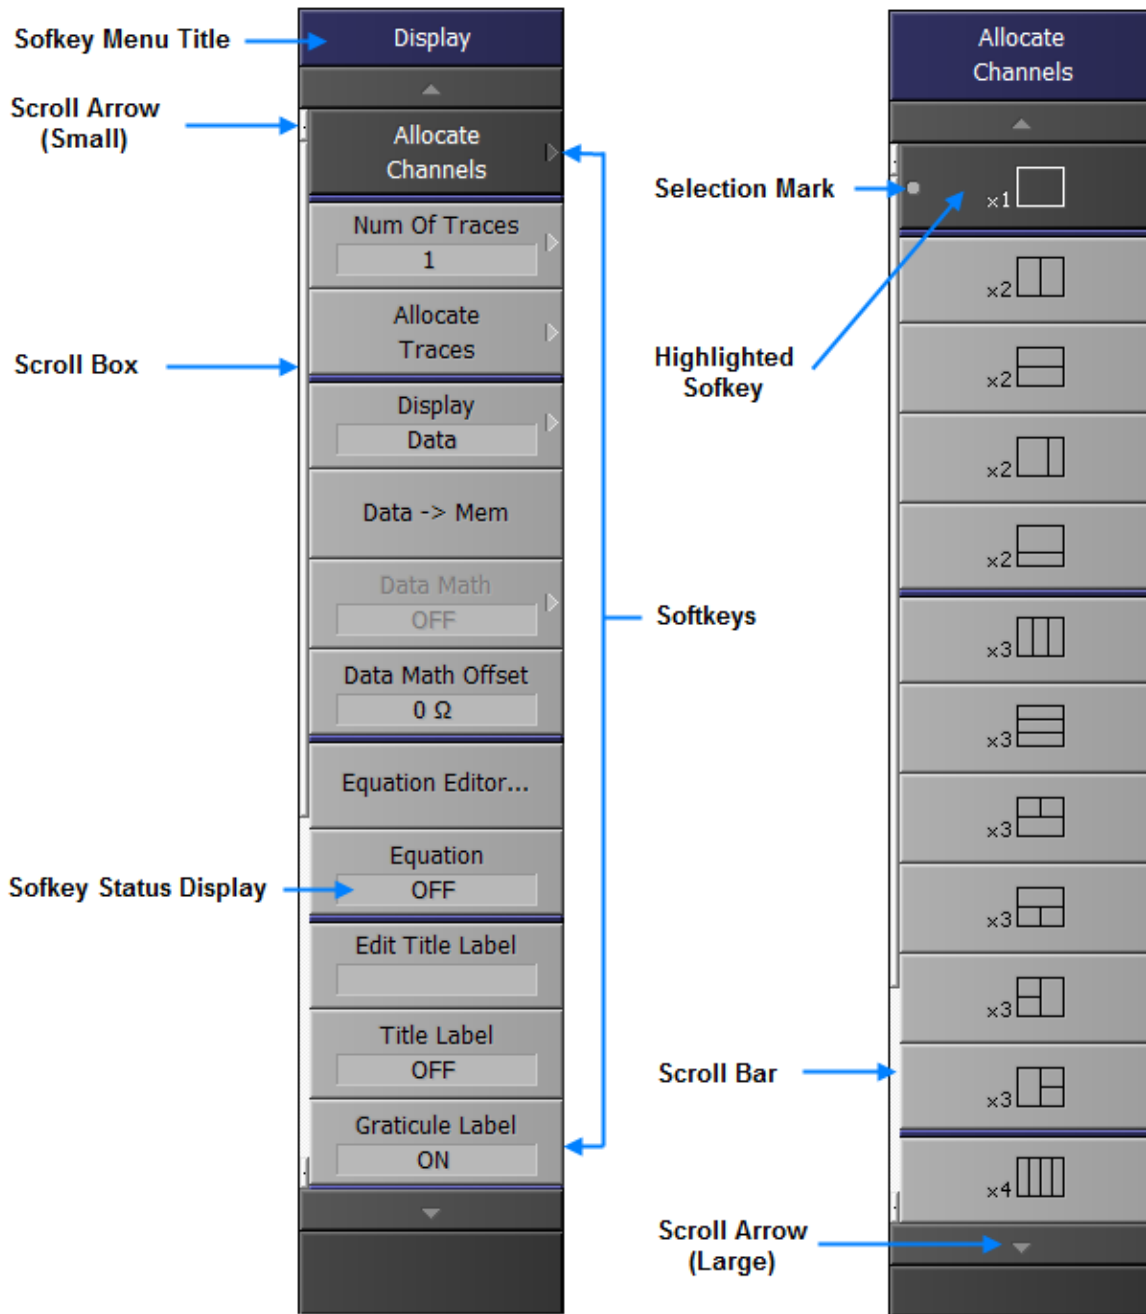 Sofkey Menu Title
Display
Scroll Arrow
(Small)
Allocate
Channels
Num Of Traces
1
Allocate
Traces
Scroll Box
Display
Data
Data -> Mem
Data Math
OFF
Data Math Offset
0 Ω
Equation Editor...
Equation
OFF
Sofkey Status Display
Edit Title Label
Title Label
OFF
Graticule Label
ON
Softkeys
Allocate
Channels
Selection Mark
×1
×2
Highlighted
Sofkey
×2
×2
×2
×3
×3
×3
×3
×3
Scroll Bar
×3
×4
Scroll Arrow
(Large)